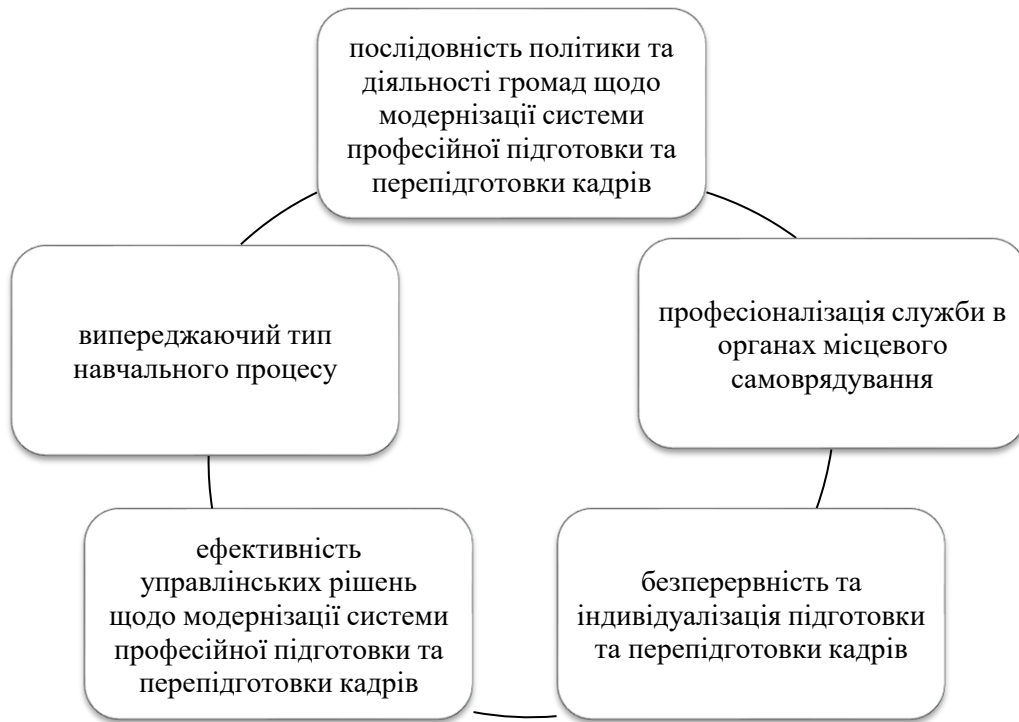 послідовність політики та
діяльності громад щодо
модернізації системи
професійної підготовки та
перепідготовки кадрів
випереджаючий тип
навчального процесу
професіоналізація служби в
органах місцевого
самоврядування
ефективність
управлінських рішень
щодо модернізації системи
професійної підготовки та
перепідготовки кадрів
безперервність та
індивідуалізація підготовки
та перепідготовки кадрів